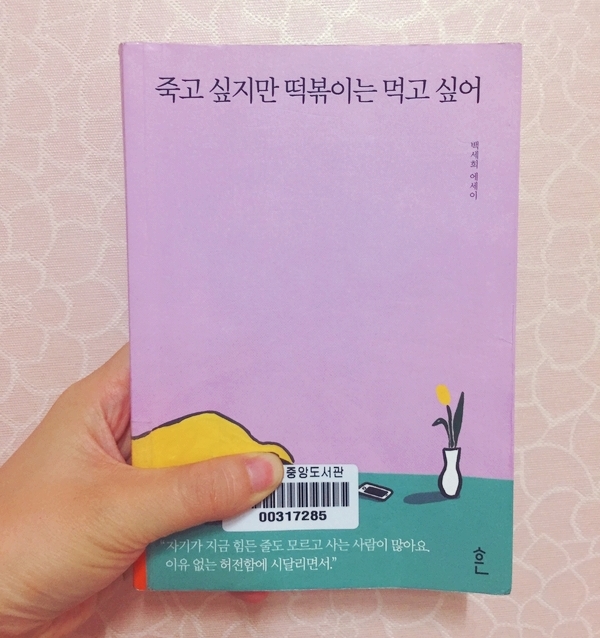 죽고 싶지만 떡볶이는 먹고 싶어
백세희 에세이
중앙도서관
00317285
“자기가 지금 힘든 줄도 모르고 사는 사람이 많아요.
이유 없는 허전함에 시달리면서.”
흔